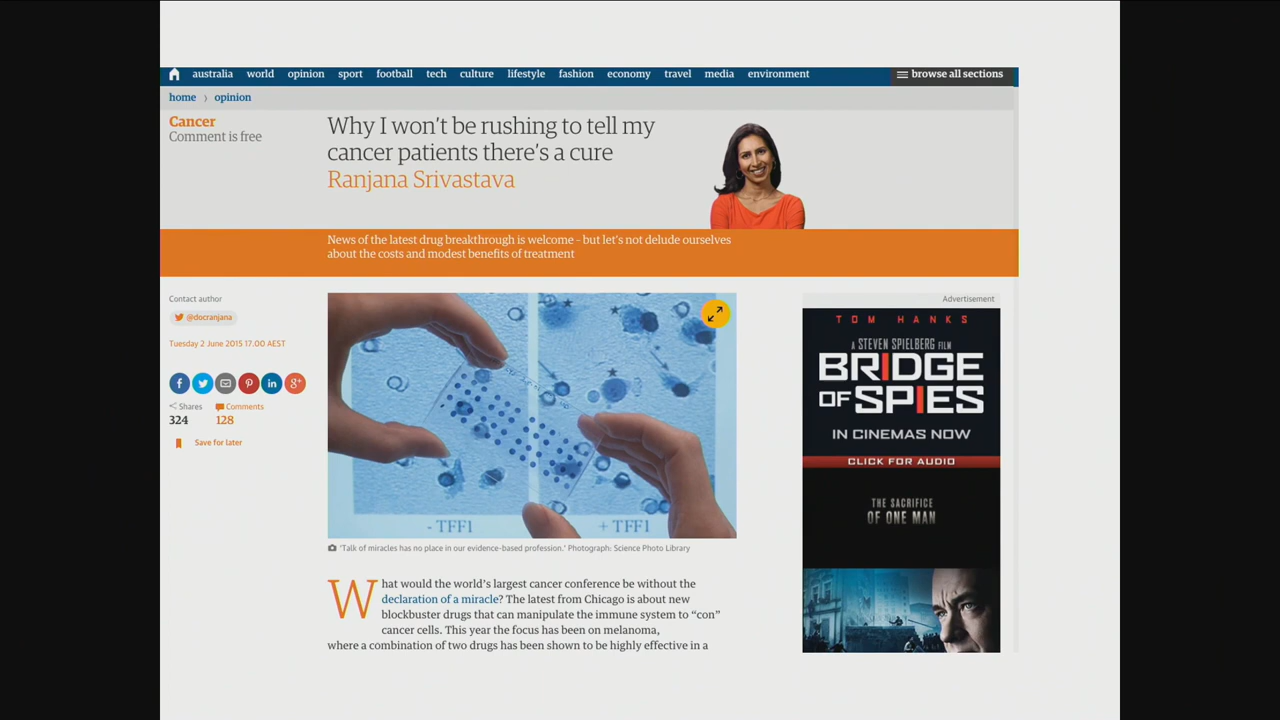 australia world opinion sport football tech culture lifestyle fashion economy travel media environment browse all sections
home › opinion
Cancer
Comment is free
Why I won't be rushing to tell my
cancer patients there's a cure
Ranjana Srivastava
News of the latest drug breakthrough is welcome – but let's not delude ourselves
about the costs and modest benefits of treatment
Contact author
@docranjana
Tuesday 2 June 2015 17.00 AEST
Shares
324
Comments
128
Save for later
- TFF1 + TFF1
'Talk of miracles has no place in our evidence-based profession.' Photograph: Science Photo Library
What would the world's largest cancer conference be without the
declaration of a miracle? The latest from Chicago is about new
blockbuster drugs that can manipulate the immune system to “con”
cancer cells. This year the focus has been on melanoma,
where a combination of two drugs has been shown to be highly effective in a
Advertisement
TOM HANKS
A STEVEN SPIELBERG FILM
BRIDGE
OF SPIES
IN CINEMAS NOW
CLICK FOR AUDIO
THE SACRIFICE
OF ONE MAN